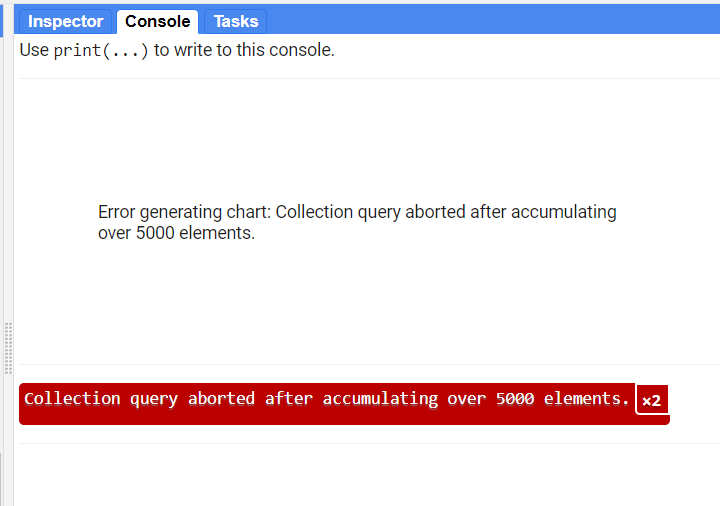 Inspector Console Tasks
Use print(...) to write to this console.
Error generating chart: Collection query aborted after accumulating
over 5000 elements.
Collection query aborted after accumulating over 5000 elements. ×2